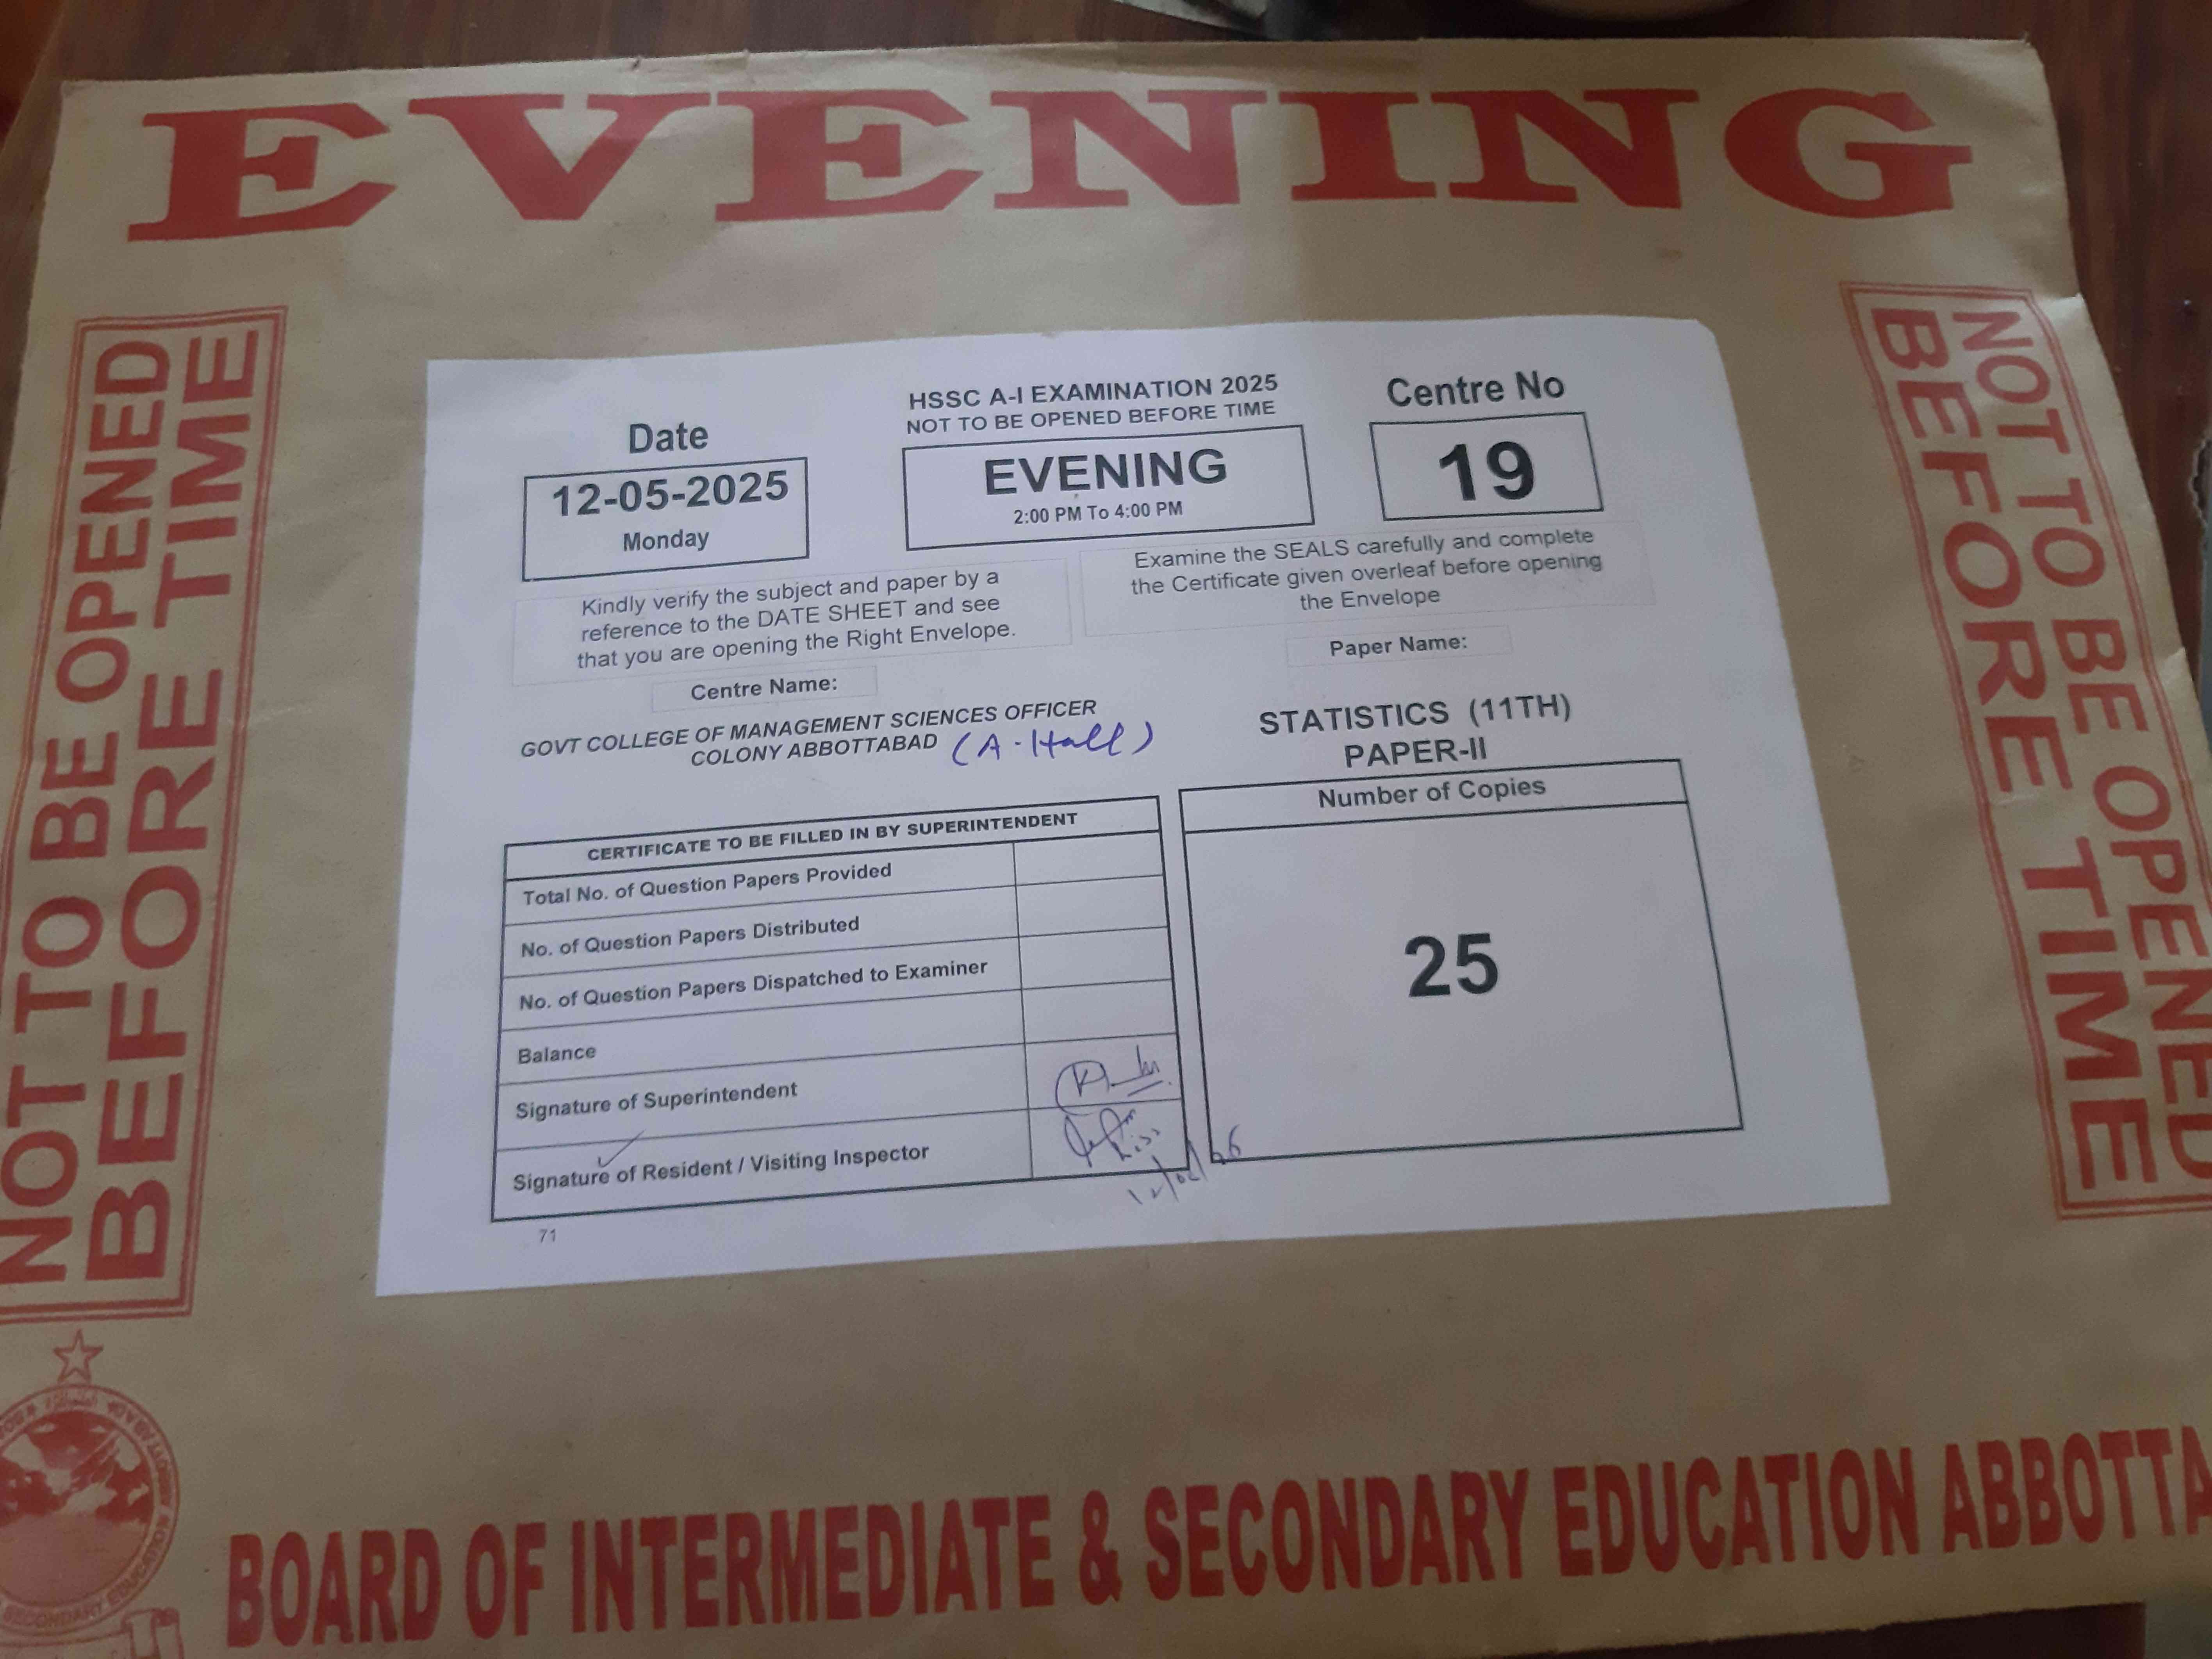 EVENING
NOT TO BE OPENED
BEFORE TIME
Date
12-05-2025
Monday
HSSC A-I EXAMINATION 2025
NOT TO BE OPENED BEFORE TIME
EVENING
2:00 PM To 4:00 PM
Centre No
19
Kindly verify the subject and paper by a
reference to the DATE SHEET and see
that you are opening the Right Envelope.
Examine the SEALS carefully and complete
the Certificate given overleaf before opening
the Envelope
Centre Name:
GOVT COLLEGE OF MANAGEMENT SCIENCES OFFICER
COLONY ABBOTTABAD (A-Hall)
Paper Name:
STATISTICS (11TH)
PAPER-II
CERTIFICATE TO BE FILLED IN BY SUPERINTENDENT
Total No. of Question Papers Provided
No. of Question Papers Distributed
No. of Question Papers Dispatched to Examiner
Balance
Signature of Superintendent
Signature of Resident / Visiting Inspector
Number of Copies
25
71
NOT TO BE OPENED
BEFORE TIME
SECONDARY EDUCATION
BOARD OF INTERMEDIATE & SECONDARY EDUCATION ABBOTTA